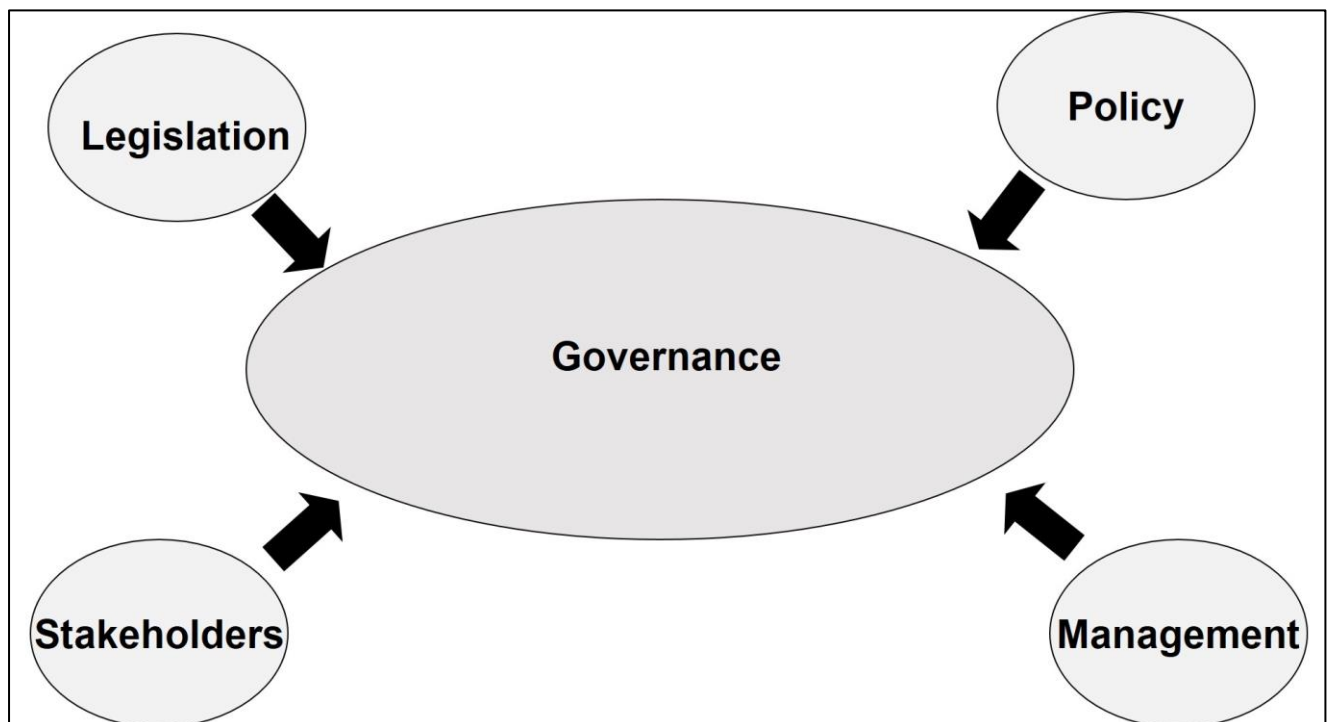 Legislation
Policy
Governance
Stakeholders
Management